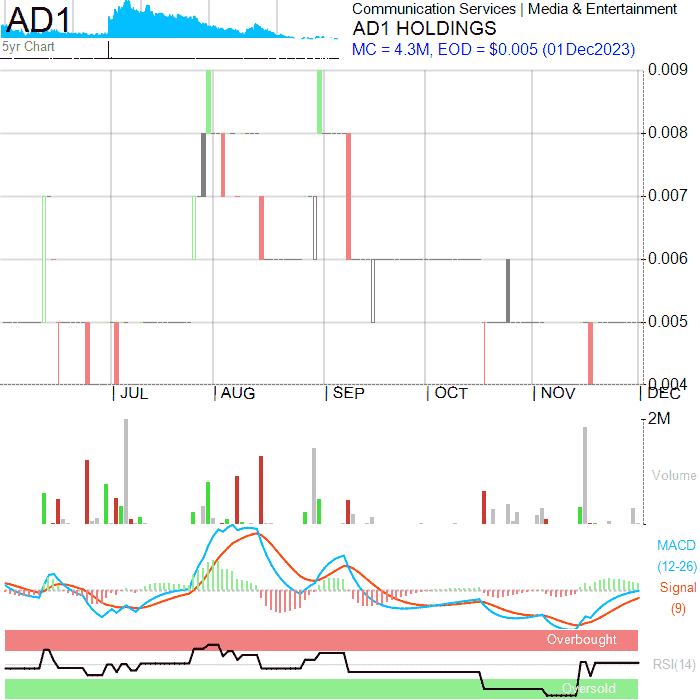 AD1
5yr Chart
Communication Services | Media & Entertainment
AD1 HOLDINGS
MC = 4.3M, EOD = $0.005 (01Dec2023)
0.009
0.008
0.007
0.006
0.005
0.004
JUL AUG SEP OCT NOV DEC
2M
Volume
MACD
(12-26)
Signal
(9)
Overbought
RSI(14)
Oversold